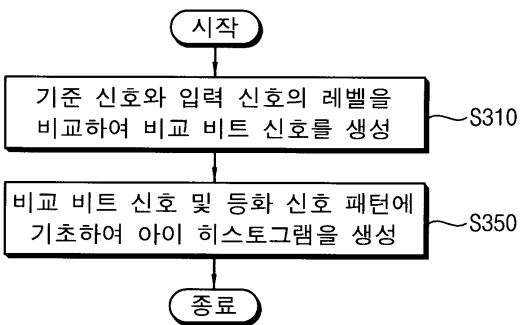 시작
기준 신호와 입력 신호의 레벨을
비교하여 비교 비트 신호를 생성
S310
비교 비트 신호 및 등화 신호 패턴에
기초하여 아이 히스토그램을 생성
S350
종료